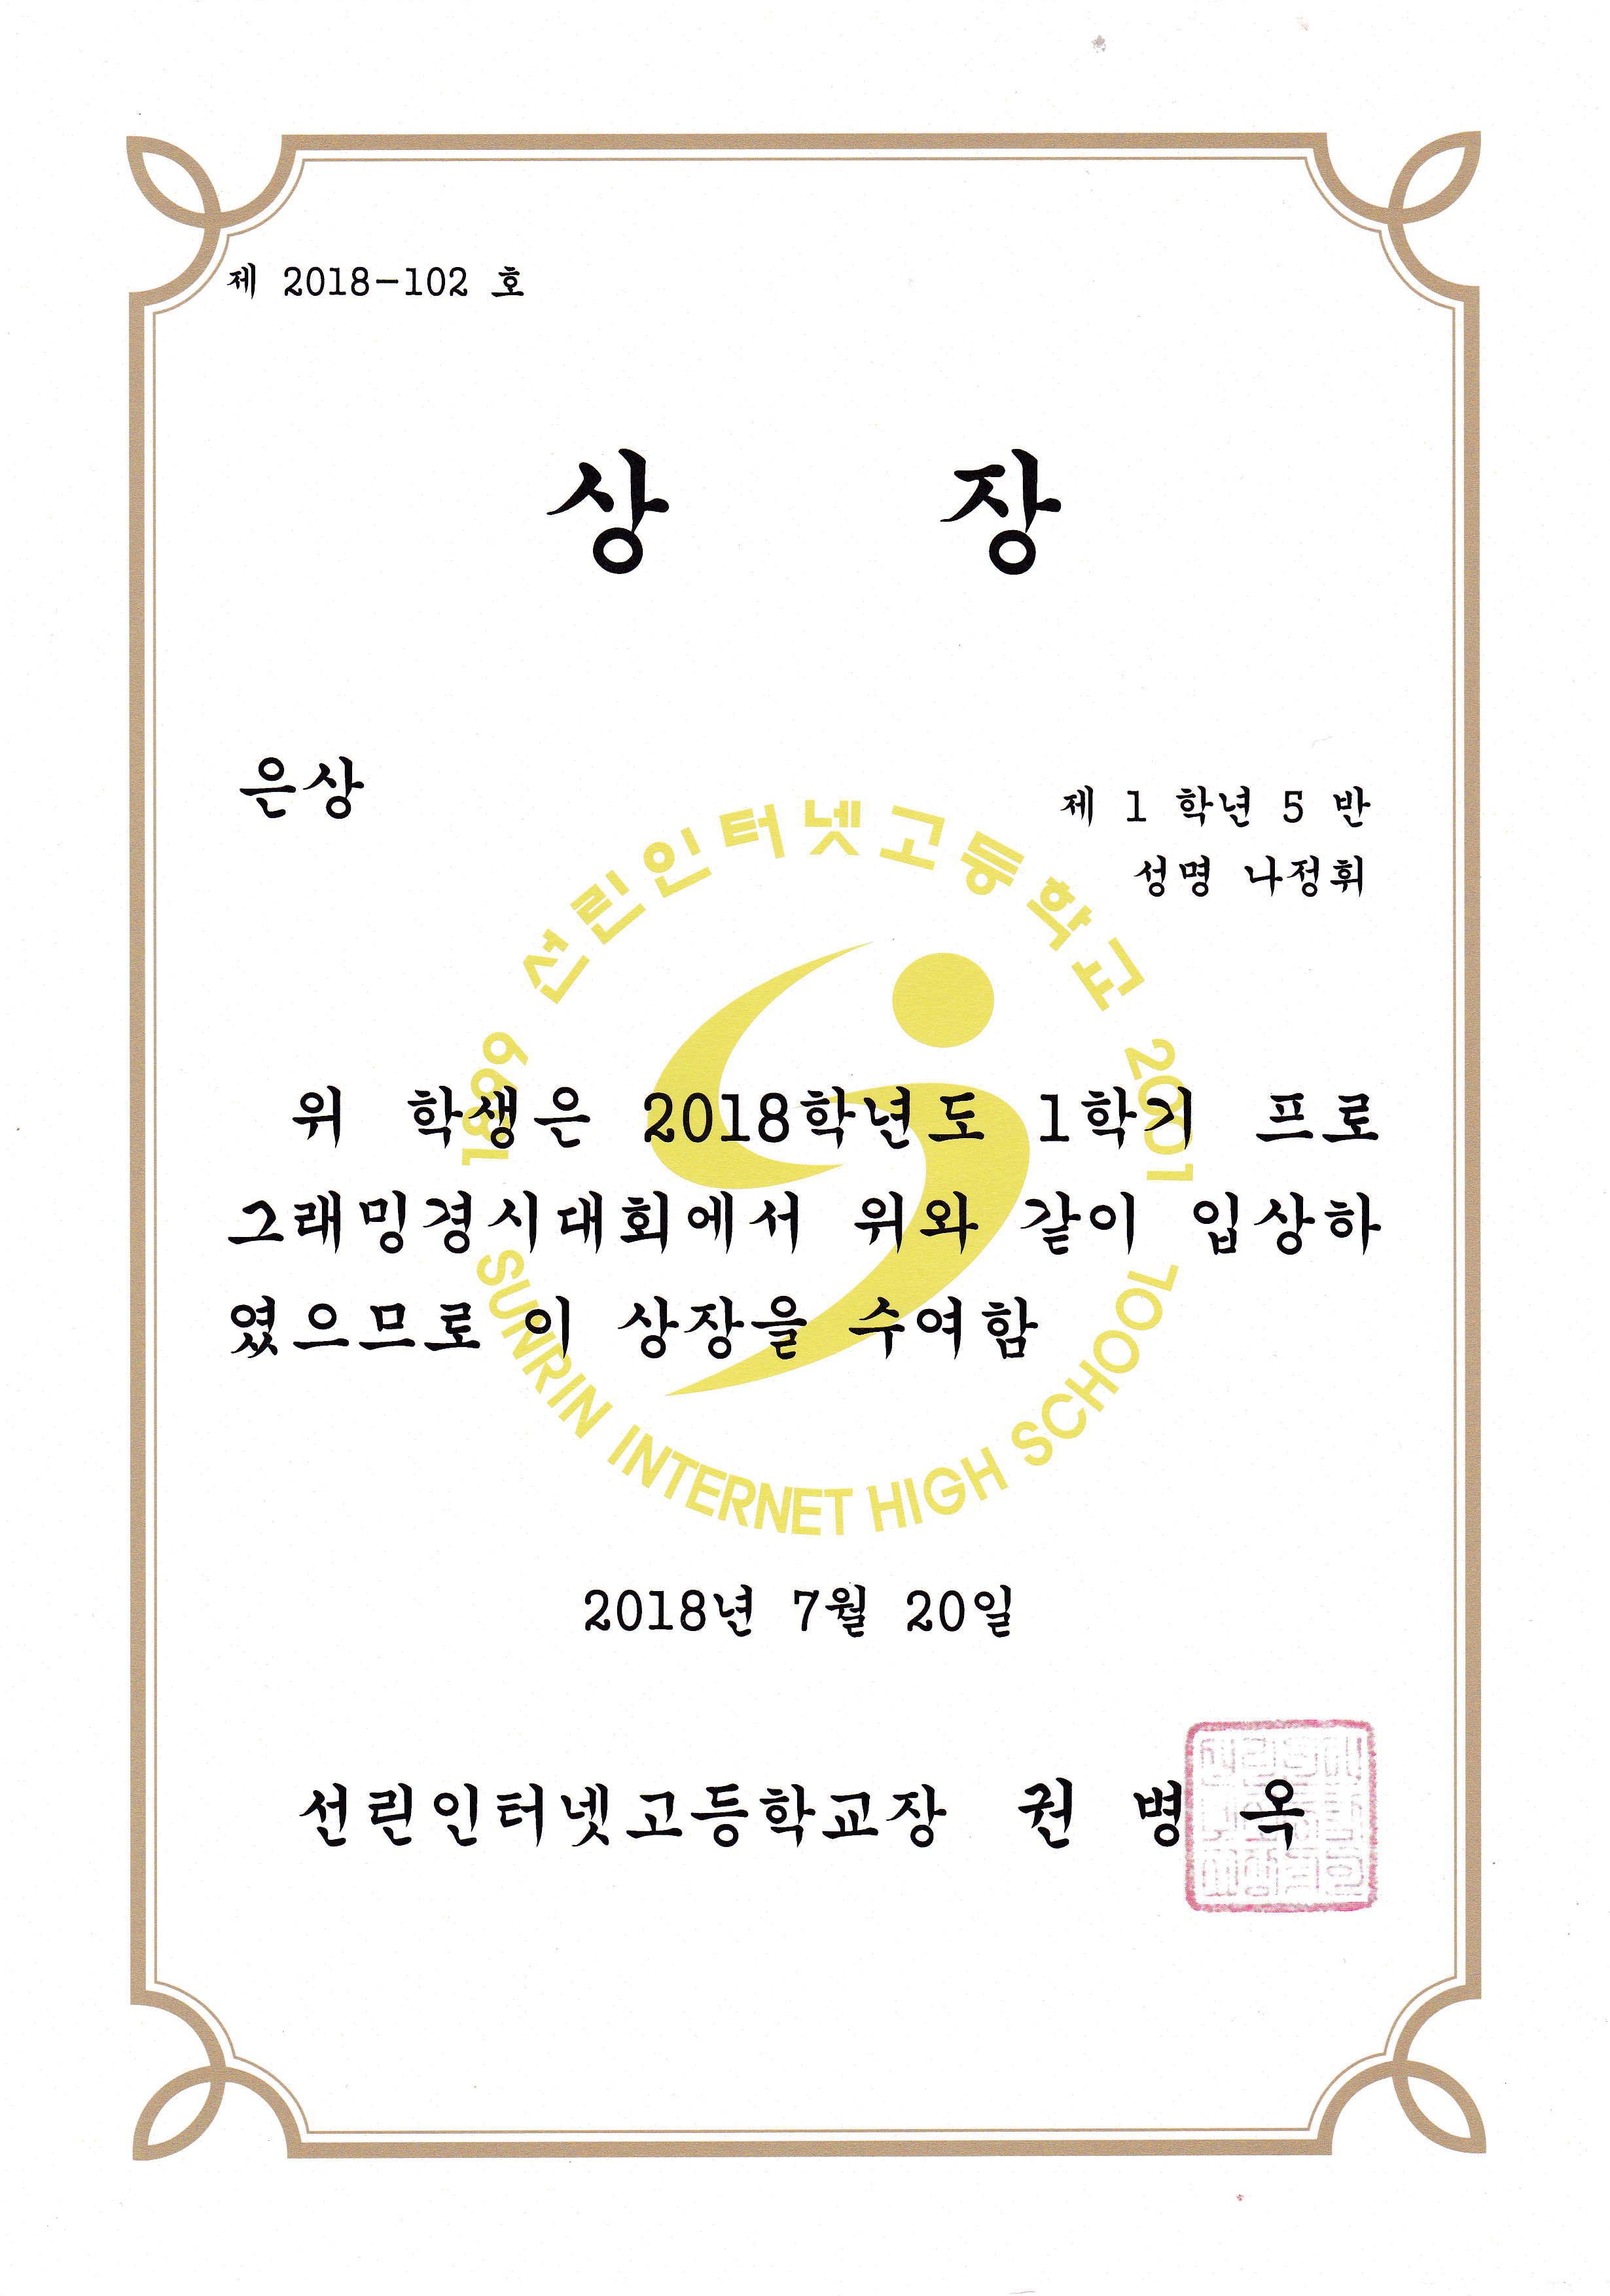 제 2018-102 호
상 장
은상
제 1 학년 5 반
성명 나정휘
선린인터넷고등학교
1899
2001
위 학생은 2018학년도 1학기 프로
그래밍경시대회에서 위와 같이 입상하
였으므로 이 상장을 수여함
SUNRIN INTERNET HIGH SCHOOL
2018년 7월 20일
선린인터넷고등학교장 권 병 옥